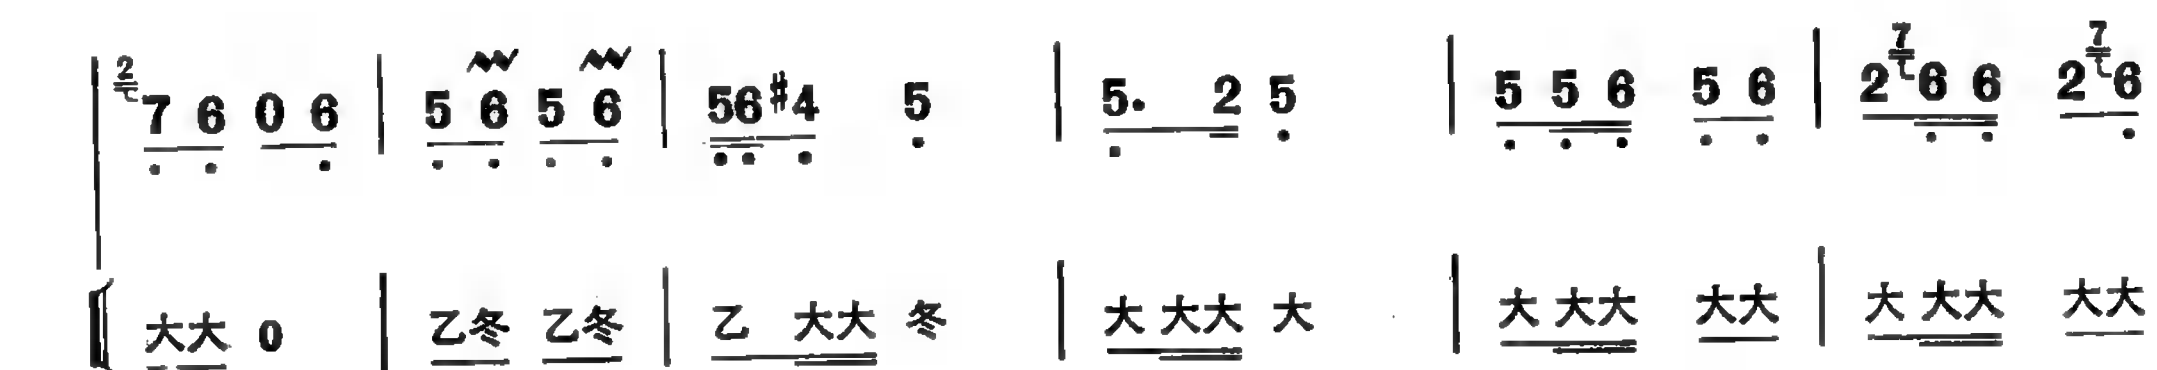 | 2 7 6 0 6 | 5 6 5 6 | 56 #4 5 | 5. 2 5 | 5 5 6 5 6 | 2 7 6 6 2 7 6
大大 0 | 乙冬 乙冬 | 乙 大大 冬 | 大 大大 大 | 大 大大 大大 | 大 大大 大大